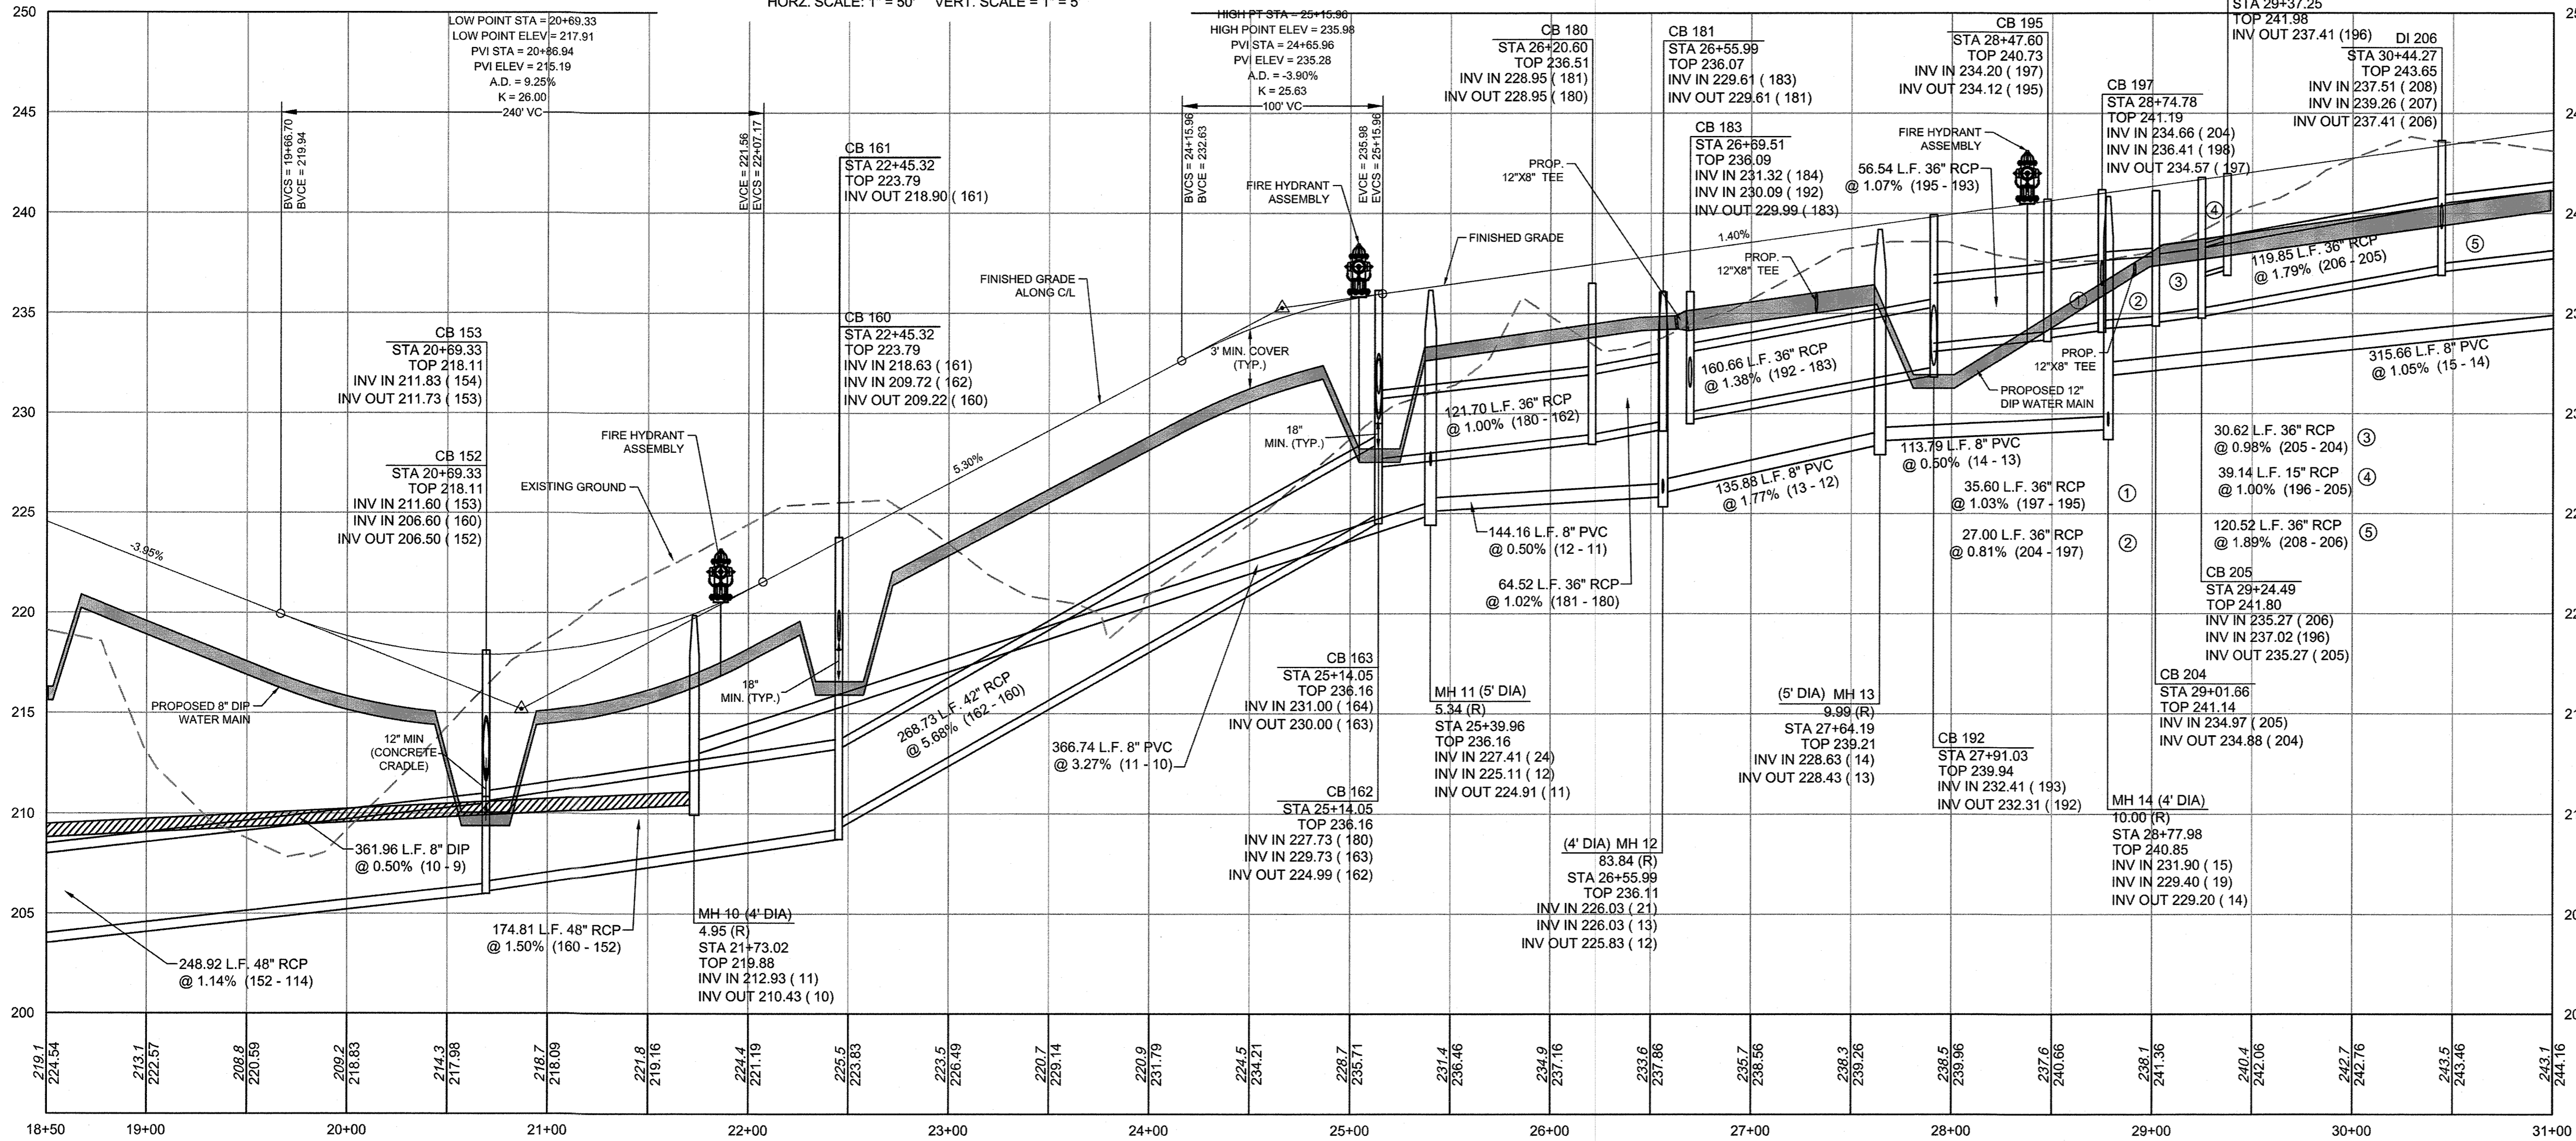 HORZ. SCALE: 1" = 50' VERT. SCALE = 1" = 5'
250
245
240
235
230
225
220
215
210
205
200
LOW POINT STA = 20+69.33
LOW POINT ELEV = 217.91
PVI STA = 20+86.94
PVI ELEV = 215.19
A.D. = 9.25%
K = 26.00
240' VC
BVCS = 19+66.70
BVCE = 219.94
EVCE = 221.56
EVCS = 22+07.17
HIGH PT STA = 25+15.96
HIGH POINT ELEV = 235.98
PVI STA = 24+65.96
PVI ELEV = 235.28
A.D. = -3.90%
K = 25.63
100' VC
BVCS = 24+15.96
BVCE = 232.63
EVCE = 235.98
EVCS = 25+15.96
CB 180
STA 26+20.60
TOP 236.51
INV IN 228.95 (181)
INV OUT 228.95 ( 180)
CB 181
STA 26+55.99
TOP 236.07
INV IN 229.61 ( 183)
INV OUT 229.61 ( 181)
CB 183
STA 26+69.51
TOP 236.09
INV IN 231.32 ( 184)
INV IN 230.09 ( 192)
INV OUT 229.99 ( 183)
CB 195
STA 28+47.60
TOP 240.73
INV IN 234.20 ( 197)
INV OUT 234.12 ( 195)
STA 29+37.25
TOP 241.98
INV OUT 237.41 (196)
DI 206
STA 30+44.27
TOP 243.65
INV IN 237.51 ( 208)
INV IN 239.26 ( 207)
INV OUT 237.41 ( 206)
CB 197
STA 28+74.78
TOP 241.19
INV IN 234.66 ( 204)
INV IN 236.41 ( 198)
INV OUT 234.57 ( 197)
FIRE HYDRANT
ASSEMBLY
56.54 L.F. 36" RCP
@ 1.07% (195 - 193)
PROP.
12"X8" TEE
CB 161
STA 22+45.32
TOP 223.79
INV OUT 218.90 ( 161)
FIRE HYDRANT
ASSEMBLY
FINISHED GRADE
1.40%
PROP.
12"X8" TEE
④
119.85 L.F. 36" RCP
@ 1.79% (206 - 205)
⑤
③
②
①
FINISHED GRADE
ALONG C/L
CB 160
STA 22+45.32
TOP 223.79
INV IN 218.63 ( 161)
INV IN 209.72 ( 162)
INV OUT 209.22 ( 160)
CB 153
STA 20+69.33
TOP 218.11
INV IN 211.83 ( 154)
INV OUT 211.73 ( 153)
3' MIN. COVER
(TYP.)
160.66 L.F. 36" RCP
@ 1.38% (192 - 183)
PROP.
12"X8" TEE
PROPOSED 12"
DIP WATER MAIN
315.66 L.F. 8" PVC
@ 1.05% (15 - 14)
121.70 L.F. 36" RCP
@ 1.00% (180 - 162)
18"
MIN. (TYP.)
FIRE HYDRANT
ASSEMBLY
CB 152
STA 20+69.33
TOP 218.11
INV IN 211.60 ( 153)
INV IN 206.60 ( 160)
INV OUT 206.50 ( 152)
EXISTING GROUND
5.30%
113.79 L.F. 8" PVC
@ 0.50% (14 - 13)
135.88 L.F. 8" PVC
@ 1.77% (13 - 12)
30.62 L.F. 36" RCP
@ 0.98% (205 - 204)
③
39.14 L.F. 15" RCP
@ 1.00% (196 - 205)
④
120.52 L.F. 36" RCP
@ 1.89% (208 - 206)
⑤
35.60 L.F. 36" RCP
@ 1.03% (197 - 195)
①
27.00 L.F. 36" RCP
@ 0.81% (204 - 197)
②
-3.95%
144.16 L.F. 8" PVC
@ 0.50% (12 - 11)
64.52 L.F. 36" RCP
@ 1.02% (181 - 180)
CB 205
STA 29+24.49
TOP 241.80
INV IN 235.27 ( 206)
INV IN 237.02 (196)
INV OUT 235.27 ( 205)
PROPOSED 8" DIP
WATER MAIN
12" MIN
(CONCRETE
CRADLE)
18"
MIN. (TYP.)
268.73 L.F. 42" RCP
@ 5.68% (162 - 160)
366.74 L.F. 8" PVC
@ 3.27% (11 - 10)
CB 163
STA 25+14.05
TOP 236.16
INV IN 231.00 ( 164)
INV OUT 230.00 ( 163)
MH 11 (5' DIA)
5.34 (R)
STA 25+39.96
TOP 236.16
INV IN 227.41 ( 24)
INV IN 225.11 ( 12)
INV OUT 224.91 ( 11)
(5' DIA) MH 13
9.99 (R)
STA 27+64.19
TOP 239.21
INV IN 228.63 ( 14)
INV OUT 228.43 ( 13)
CB 204
STA 29+01.66
TOP 241.14
INV IN 234.97 ( 205)
INV OUT 234.88 ( 204)
CB 192
STA 27+91.03
TOP 239.94
INV IN 232.41 ( 193)
INV OUT 232.31 ( 192)
CB 162
STA 25+14.05
TOP 236.16
INV IN 227.73 ( 180)
INV IN 229.73 ( 163)
INV OUT 224.99 ( 162)
MH 14 (4' DIA)
10.00 (R)
STA 28+77.98
TOP 240.85
INV IN 231.90 ( 15)
INV IN 229.40 ( 19)
INV OUT 229.20 ( 14)
(4' DIA) MH 12
83.84 (R)
STA 26+55.99
TOP 236.11
INV IN 226.03 ( 21)
INV IN 226.03 ( 13)
INV OUT 225.83 ( 12)
361.96 L.F. 8" DIP
@ 0.50% (10 - 9)
MH 10 (4' DIA)
4.95 (R)
STA 21+73.02
TOP 219.88
INV IN 212.93 ( 11)
INV OUT 210.43 ( 10)
174.81 L.F. 48" RCP
@ 1.50% (160 - 152)
248.92 L.F. 48" RCP
@ 1.14% (152 - 114)
219.1
224.54
213.1
222.57
208.8
220.59
209.2
218.83
214.3
217.98
218.7
218.09
221.8
219.16
224.4
221.19
225.5
223.83
223.5
226.49
220.7
229.14
220.9
231.79
224.5
234.21
228.7
235.71
231.4
236.46
234.9
237.16
233.6
237.86
235.7
238.56
238.3
239.26
238.5
239.96
237.6
240.66
238.1
241.36
240.4
242.06
242.7
242.76
243.5
243.46
243.1
244.16
18+50
19+00
20+00
21+00
22+00
23+00
24+00
25+00
26+00
27+00
28+00
29+00
30+00
31+00